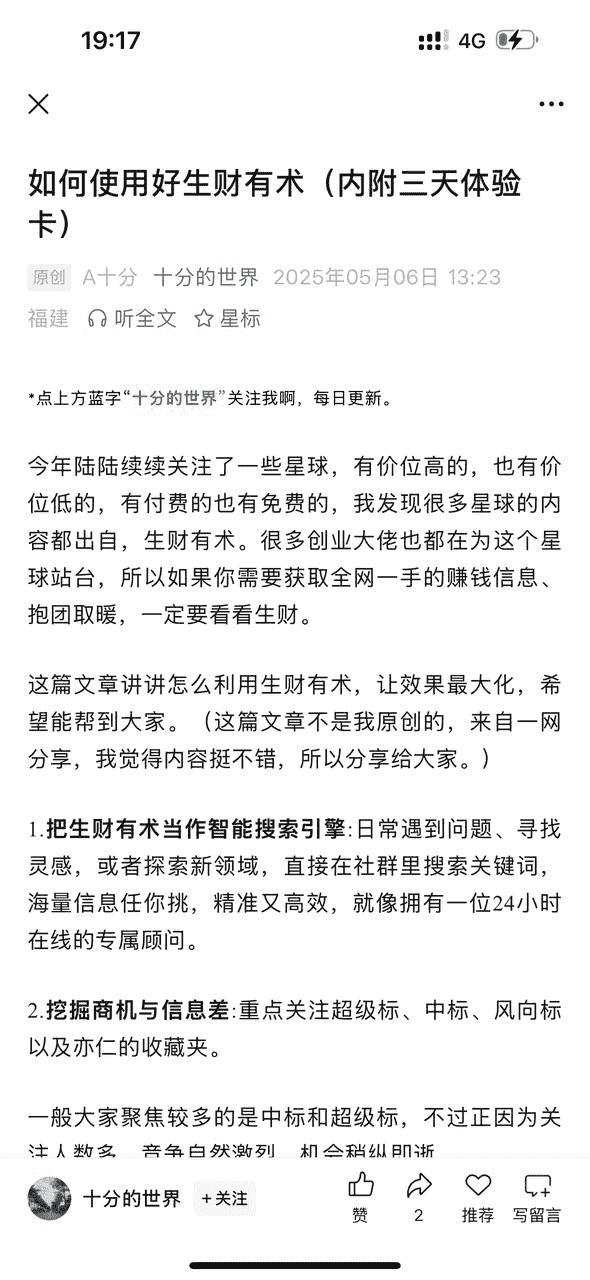 19:17
4G
如何使用好生财有术（内附三天体验
卡）
原创 A十分 十分的世界 2025年05月06日 13:23
福建 听全文 星标
*点上方蓝字“十分的世界”关注我啊，每日更新。
今年陆陆续续关注了一些星球，有价位高的，也有价
位低的，有付费的也有免费的，我发现很多星球的内
容都出自，生财有术。很多创业大佬也都在为这个星
球站台，所以如果你需要获取全网一手的赚钱信息、
抱团取暖，一定要看看生财。
这篇文章讲讲怎么利用生财有术，让效果最大化，希
望能帮到大家。（这篇文章不是我原创的，来自一网
分享，我觉得内容挺不错，所以分享给大家。）
1.把生财有术当作智能搜索引擎:日常遇到问题、寻找
灵感，或者探索新领域，直接在社群里搜索关键词，
海量信息任你挑，精准又高效，就像拥有一位24小时
在线的专属顾问。
2.挖掘商机与信息差:重点关注超级标、中标、风向标
以及亦仁的收藏夹。
一般大家聚焦较多的是中标和超级标，不过正因为关
注人数多，竞争自然激烈，机会稍纵即逝
十分的世界 +关注
赞 2 推荐 写留言